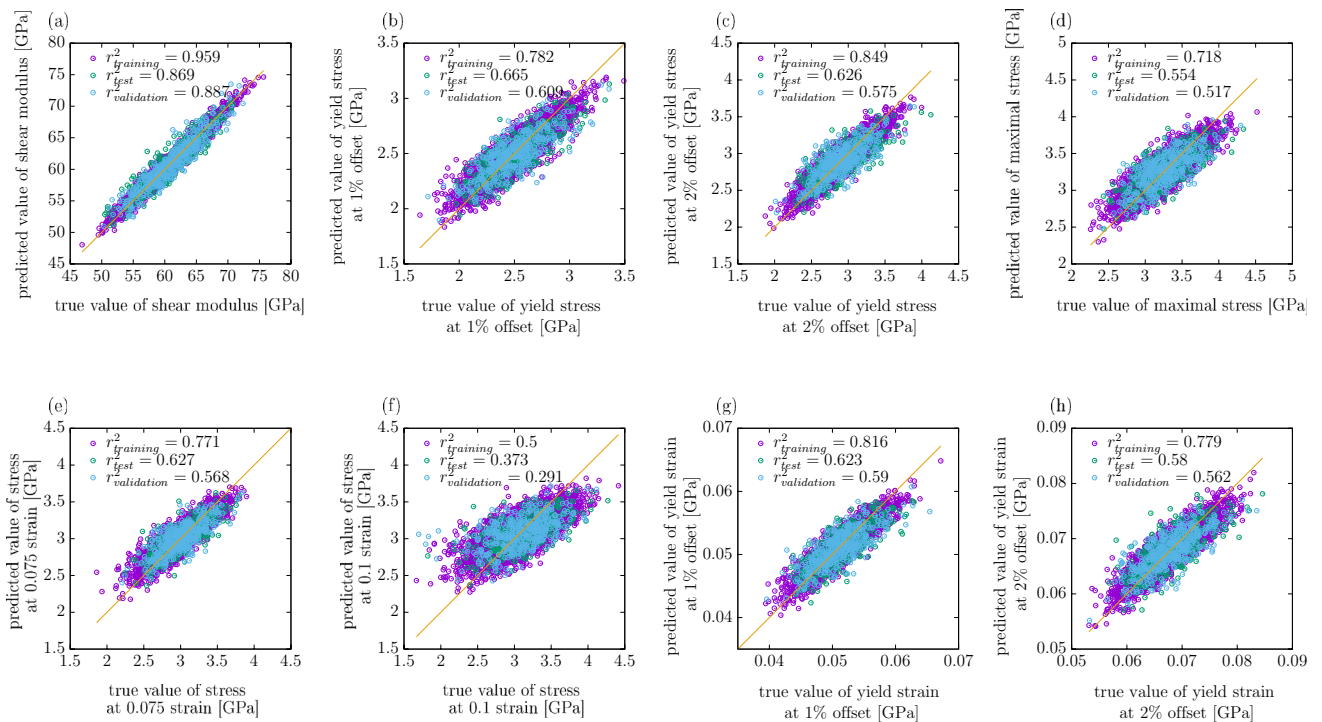 (a)
predicted value of shear modulus [GPa]
80
75
70
65
60
55
50
45
r²training = 0.959
r²test = 0.869
r²validation = 0.887
45 50 55 60 65 70 75 80
true value of shear modulus [GPa]
(b)
predicted value of yield stress
at 1% offset [GPa]
3.5
3
2.5
2
1.5
r²training = 0.782
r²test = 0.665
r²validation = 0.609
1.5 2 2.5 3 3.5
true value of yield stress
at 1% offset [GPa]
(c)
predicted value of yield stress
at 2% offset [GPa]
4.5
4
3.5
3
2.5
2
1.5
r²training = 0.849
r²test = 0.626
r²validation = 0.575
1.5 2 2.5 3 3.5 4 4.5
true value of yield stress
at 2% offset [GPa]
(d)
predicted value of maximal stress [GPa]
5
4.5
4
3.5
3
2.5
2
r²training = 0.718
r²test = 0.554
r²validation = 0.517
2 2.5 3 3.5 4 4.5 5
true value of maximal stress [GPa]
(e)
predicted value of stress
at 0.075 strain [GPa]
4.5
4
3.5
3
2.5
2
1.5
r²training = 0.771
r²test = 0.627
r²validation = 0.568
1.5 2 2.5 3 3.5 4 4.5
true value of stress
at 0.075 strain [GPa]
(f)
predicted value of stress
at 0.1 strain [GPa]
4.5
4
3.5
3
2.5
2
1.5
r²training = 0.5
r²test = 0.373
r²validation = 0.291
1.5 2 2.5 3 3.5 4 4.5
true value of stress
at 0.1 strain [GPa]
(g)
predicted value of yield strain
at 1% offset [GPa]
0.07
0.06
0.05
0.04
r²training = 0.816
r²test = 0.623
r²validation = 0.59
0.04 0.05 0.06 0.07
true value of yield strain
at 1% offset [GPa]
(h)
predicted value of yield strain
at 2% offset [GPa]
0.09
0.08
0.07
0.06
0.05
r²training = 0.779
r²test = 0.58
r²validation = 0.562
0.05 0.06 0.07 0.08 0.09
true value of yield strain
at 2% offset [GPa]